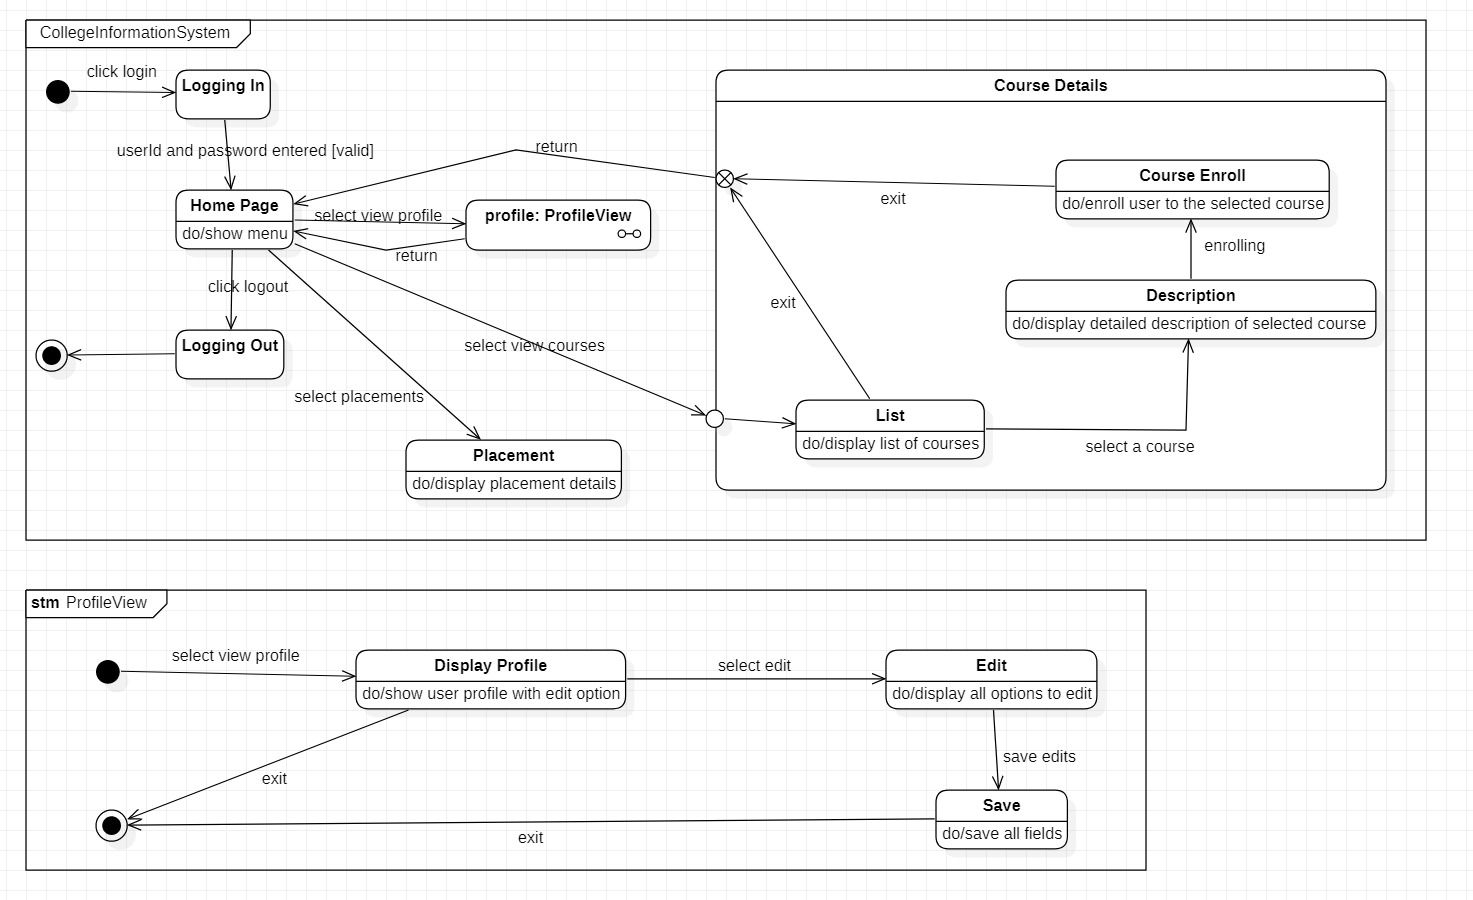 CollegeInformationSystem
click login
Logging In
userId and password entered [valid]
Home Page
do/show menu
select view profile
profile: ProfileView
return
return
click logout
Logging Out
select view courses
select placements
Placement
do/display placement details
Course Details
Course Enroll
do/enroll user to the selected course
exit
enrolling
Description
do/display detailed description of selected course
exit
List
do/display list of courses
select a course
stm ProfileView
select view profile
Display Profile
do/show user profile with edit option
select edit
Edit
do/display all options to edit
save edits
exit
Save
do/save all fields
exit